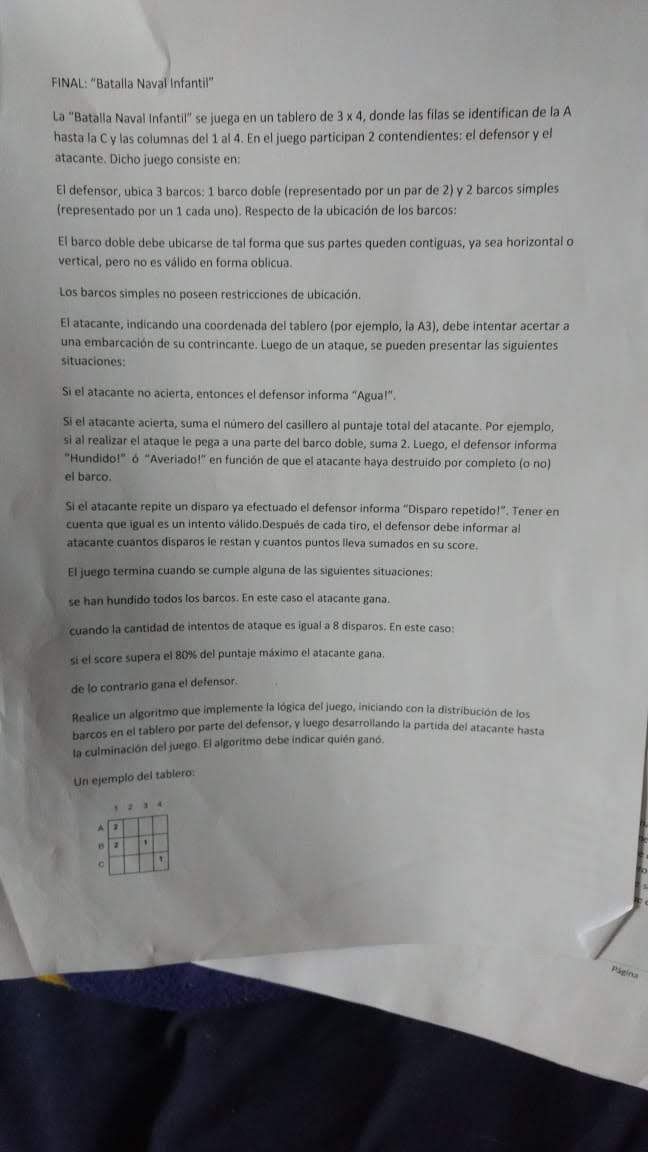 FINAL: "Batalla Naval Infantil"
La "Batalla Naval Infantil" se juega en un tablero de 3 x 4, donde las filas se identifican de la A
hasta la C y las columnas del 1 al 4. En el juego participan 2 contendientes: el defensor y el
atacante. Dicho juego consiste en:
El defensor, ubica 3 barcos: 1 barco doble (representado por un par de 2) y 2 barcos simples
(representado por un 1 cada uno). Respecto de la ubicación de los barcos:
El barco doble debe ubicarse de tal forma que sus partes queden contiguas, ya sea horizontal o
vertical, pero no es válido en forma oblicua.
Los barcos simples no poseen restricciones de ubicación.
El atacante, indicando una coordenada del tablero (por ejemplo, la A3), debe intentar acertar a
una embarcación de su contrincante. Luego de un ataque, se pueden presentar las siguientes
situaciones:
Si el atacante no acierta, entonces el defensor informa "Agua!".
Si el atacante acierta, suma el número del casillero al puntaje total del atacante. Por ejemplo,
si al realizar el ataque le pega a una parte del barco doble, suma 2. Luego, el defensor informa
"Hundido!" ó "Averiado!" en función de que el atacante haya destruido por completo (o no)
el barco.
Si el atacante repite un disparo ya efectuado el defensor informa "Disparo repetido!". Tener en
cuenta que igual es un intento válido.Después de cada tiro, el defensor debe informar al
atacante cuantos disparos le restan y cuantos puntos lleva sumados en su score.
El juego termina cuando se cumple alguna de las siguientes situaciones:
se han hundido todos los barcos. En este caso el atacante gana.
cuando la cantidad de intentos de ataque es igual a 8 disparos. En este caso:
si el score supera el 80% del puntaje máximo el atacante gana.
de lo contrario gana el defensor.
Realice un algoritmo que implemente la lógica del juego, iniciando con la distribución de los
barcos en el tablero por parte del defensor, y luego desarrollando la partida del atacante hasta
la culminación del juego. El algoritmo debe indicar quién ganó.
Un ejemplo del tablero:
1 2 3 4
A 2
B 2 1
C 1
Página